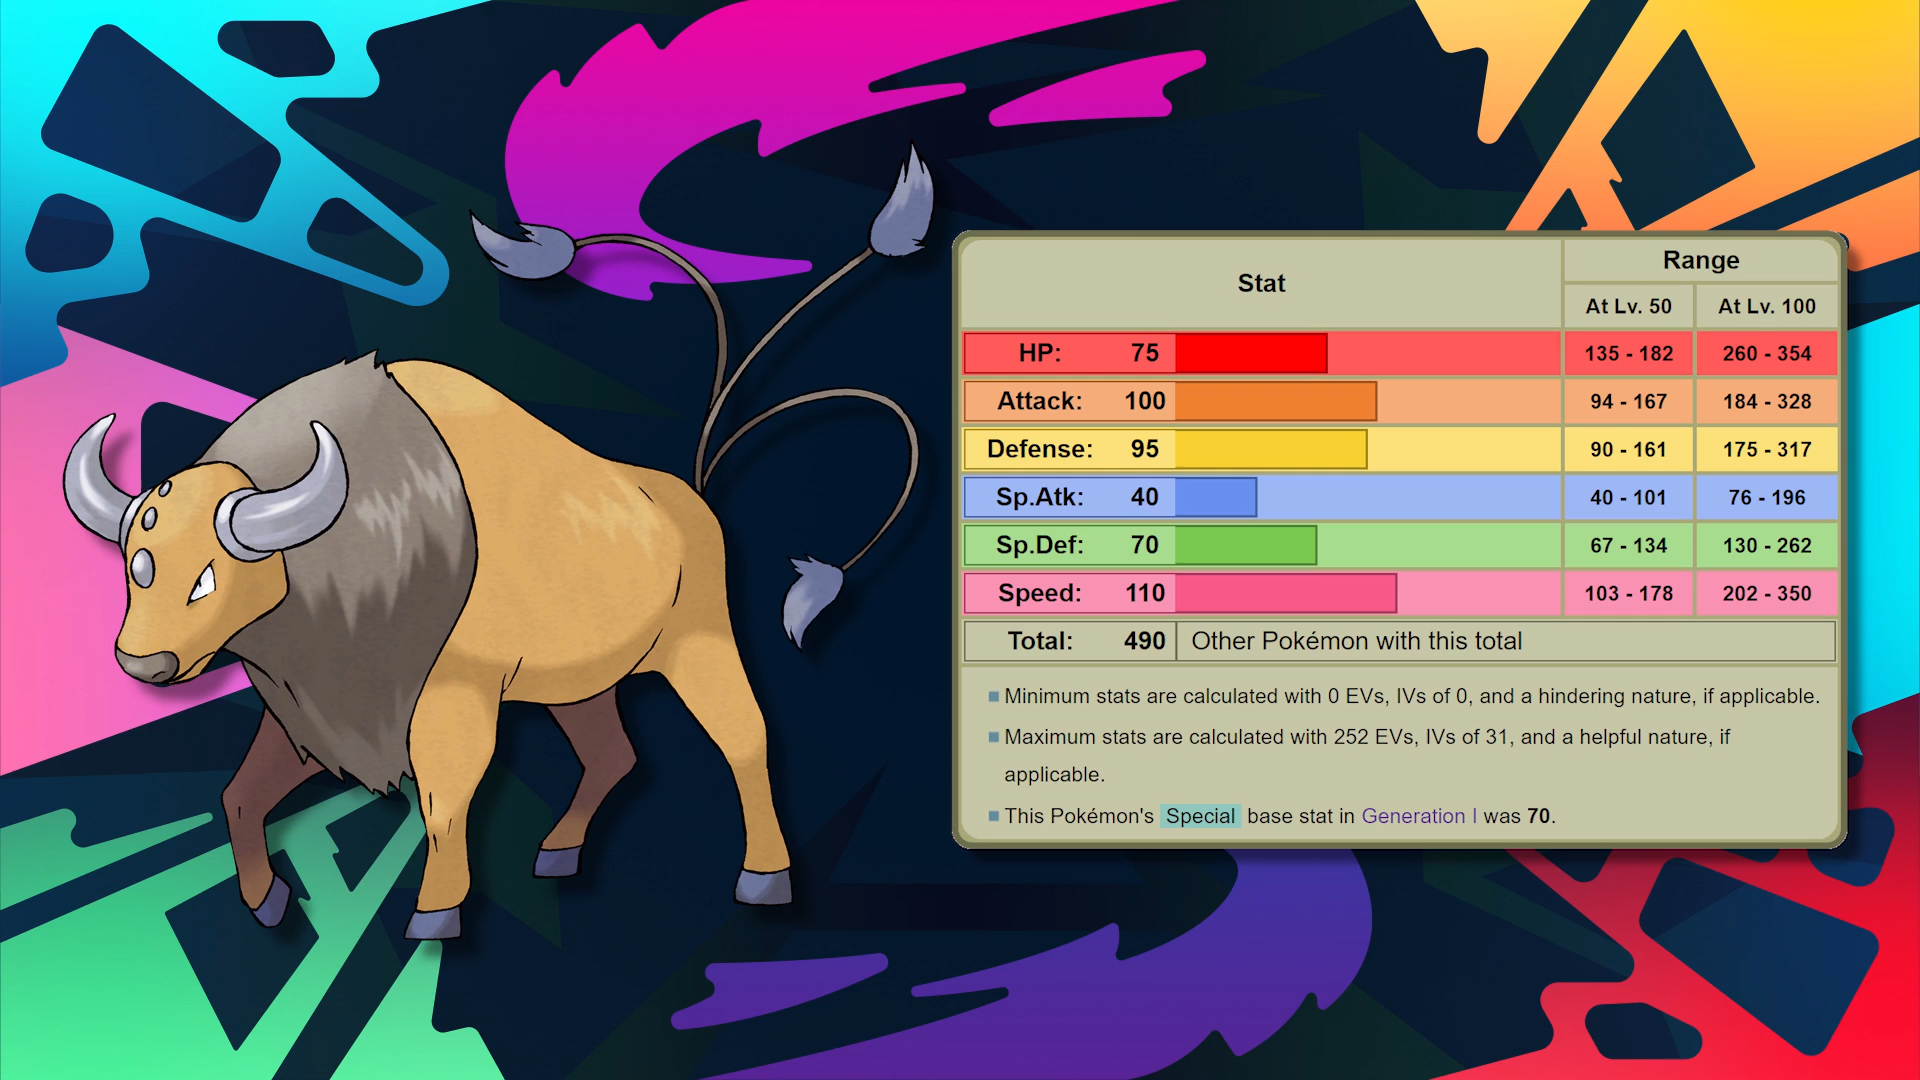 Stat Range
At Lv. 50 At Lv. 100
HP: 75 135 - 182 260 - 354
Attack: 100 94 - 167 184 - 328
Defense: 95 90 - 161 175 - 317
Sp.Atk: 40 40 - 101 76 - 196
Sp.Def: 70 67 - 134 130 - 262
Speed: 110 103 - 178 202 - 350
Total: 490 Other Pokémon with this total
Minimum stats are calculated with 0 EVs, IVs of 0, and a hindering nature, if applicable.
Maximum stats are calculated with 252 EVs, IVs of 31, and a helpful nature, if
applicable.
This Pokémon's Special base stat in Generation I was 70.